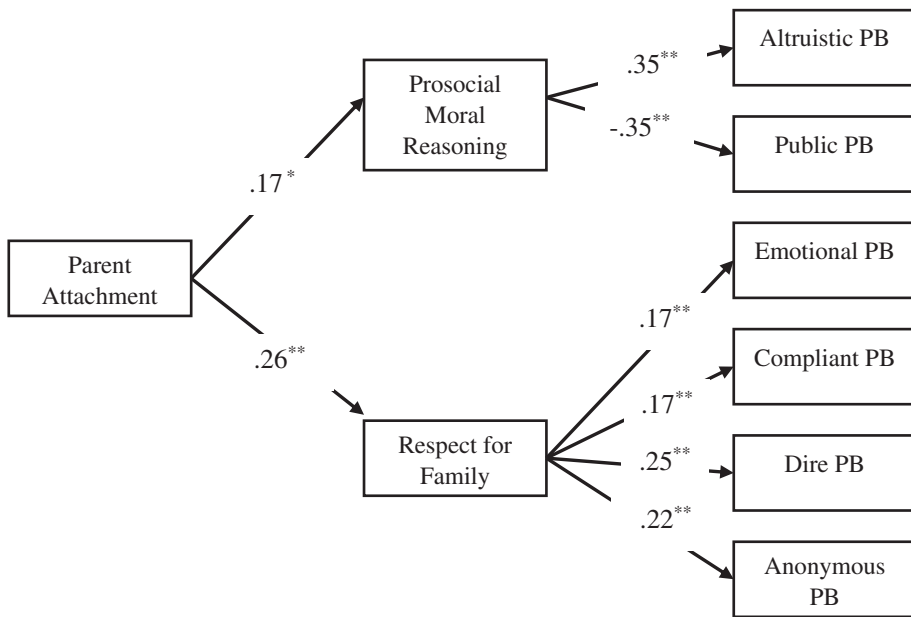 Altruistic PB
.35**
Prosocial
Moral
Reasoning
-.35**
Public PB
.17*
Emotional PB
Parent
Attachment
.17**
.26**
Compliant PB
.17**
Respect for
Family
.25**
Dire PB
.22**
Anonymous
PB